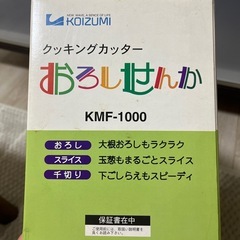 KOIZUMI
クッキングカッター
おろしせんか
KMF-1000
おろし 大根おろしもラクラク
スライス 玉葱もまるごとスライス
千切り 下ごしらえもスピーディ
保証書在中